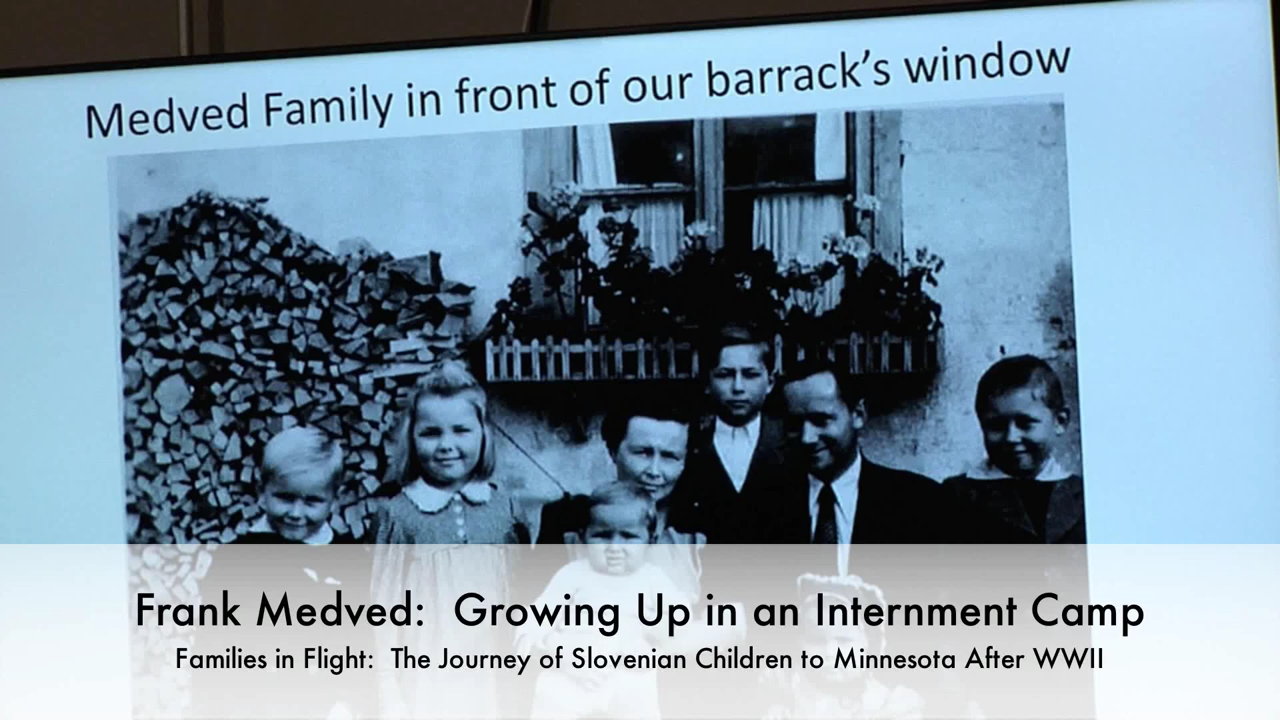 Medved Family in front of our barrack's window
Frank Medved:  Growing Up in an Internment Camp
Families in Flight:  The Journey of Slovenian Children to Minnesota After WWII